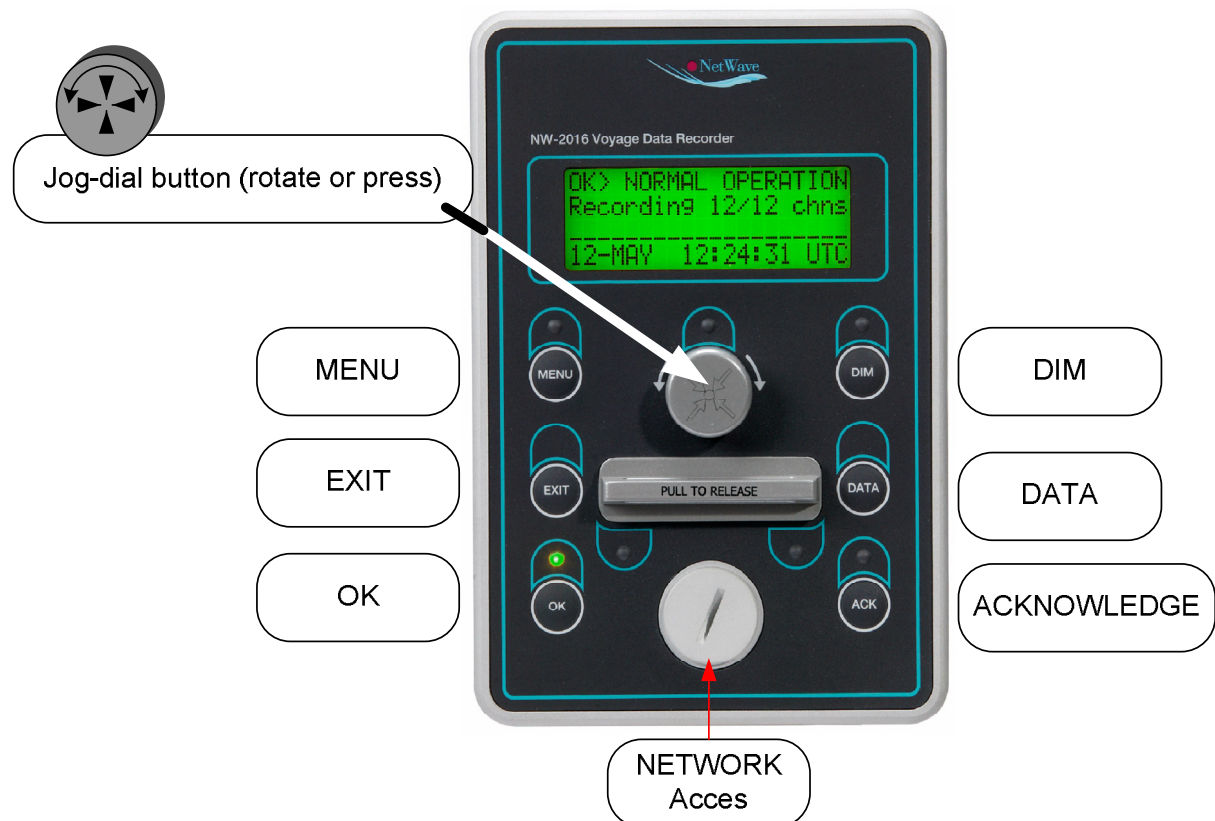 NetWave
NW-2016 Voyage Data Recorder
Jog-dial button (rotate or press)
OK> NORMAL OPERATION
Recording 12/12 chns
12-MAY 12:24:31 UTC
MENU
MENU
DIM
DIM
EXIT
EXIT
PULL TO RELEASE
DATA
DATA
OK
OK
ACK
ACKNOWLEDGE
NETWORK
Acces